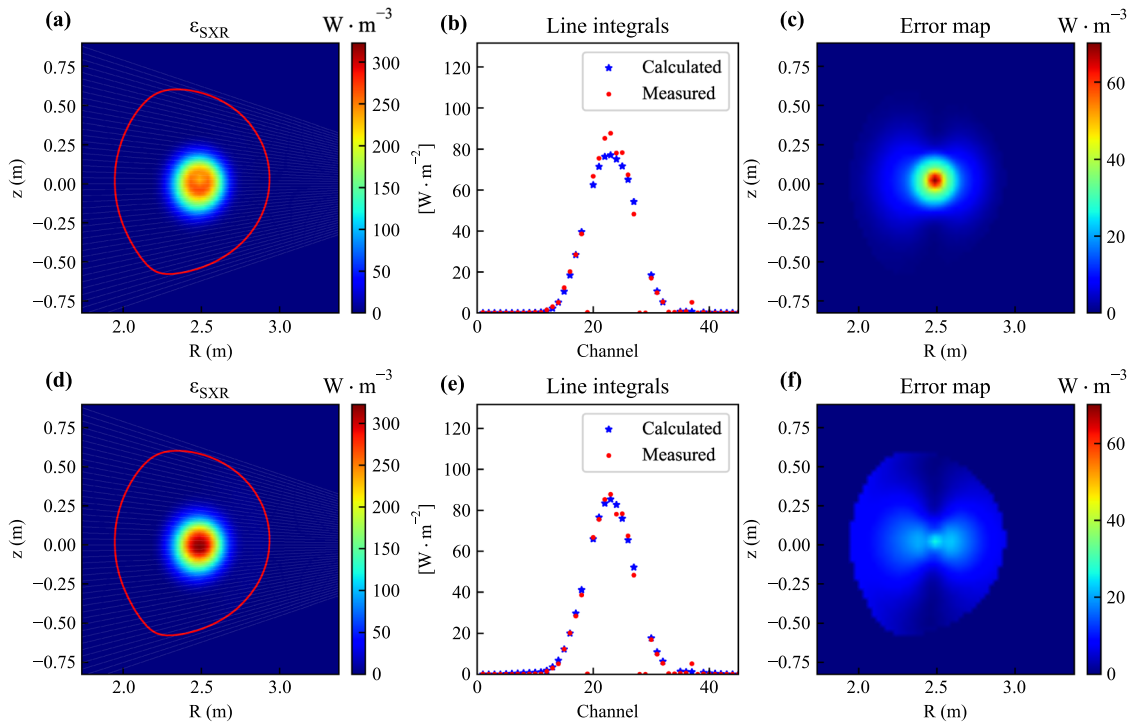 (a)
ε_SXR
W · m⁻³
0.75
0.50
0.25
0.00
−0.25
−0.50
−0.75
z (m)
2.0 2.5 3.0
R (m)
300
250
200
150
100
50
0
(b)
Line integrals
Calculated
Measured
120
100
80
60
40
20
0
[W · m⁻²]
0 20 40
Channel
(c)
Error map
W · m⁻³
0.75
0.50
0.25
0.00
−0.25
−0.50
−0.75
z (m)
2.0 2.5 3.0
R (m)
60
40
20
0
(d)
ε_SXR
W · m⁻³
0.75
0.50
0.25
0.00
−0.25
−0.50
−0.75
z (m)
2.0 2.5 3.0
R (m)
300
250
200
150
100
50
0
(e)
Line integrals
Calculated
Measured
120
100
80
60
40
20
0
[W · m⁻²]
0 20 40
Channel
(f)
Error map
W · m⁻³
0.75
0.50
0.25
0.00
−0.25
−0.50
−0.75
z (m)
2.0 2.5 3.0
R (m)
60
40
20
0